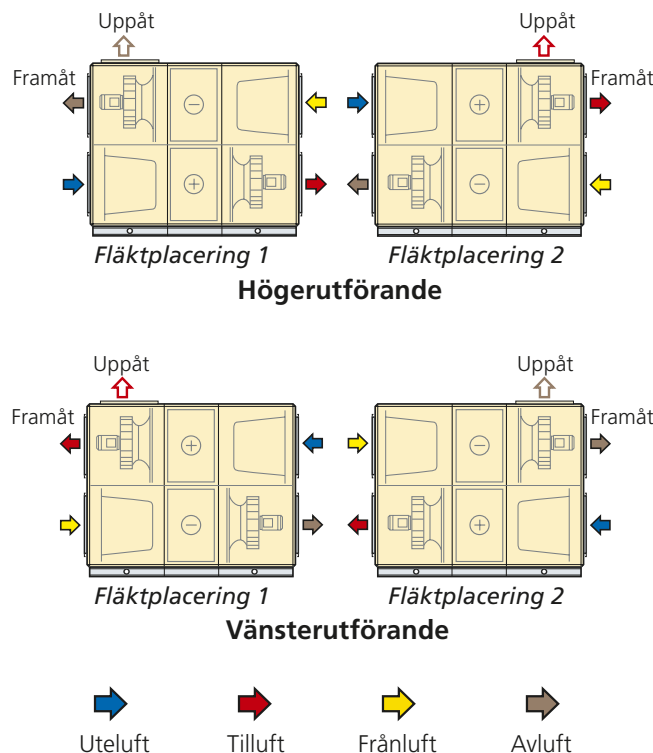 Uppåt Uppåt
Framåt Framåt
− +
+ −
Fläktplacering 1 Fläktplacering 2
Högerutförande
Uppåt Uppåt
Framåt Framåt
+ −
− +
Fläktplacering 1 Fläktplacering 2
Vänsterutförande
Uteluft Tilluft Frånluft Avluft